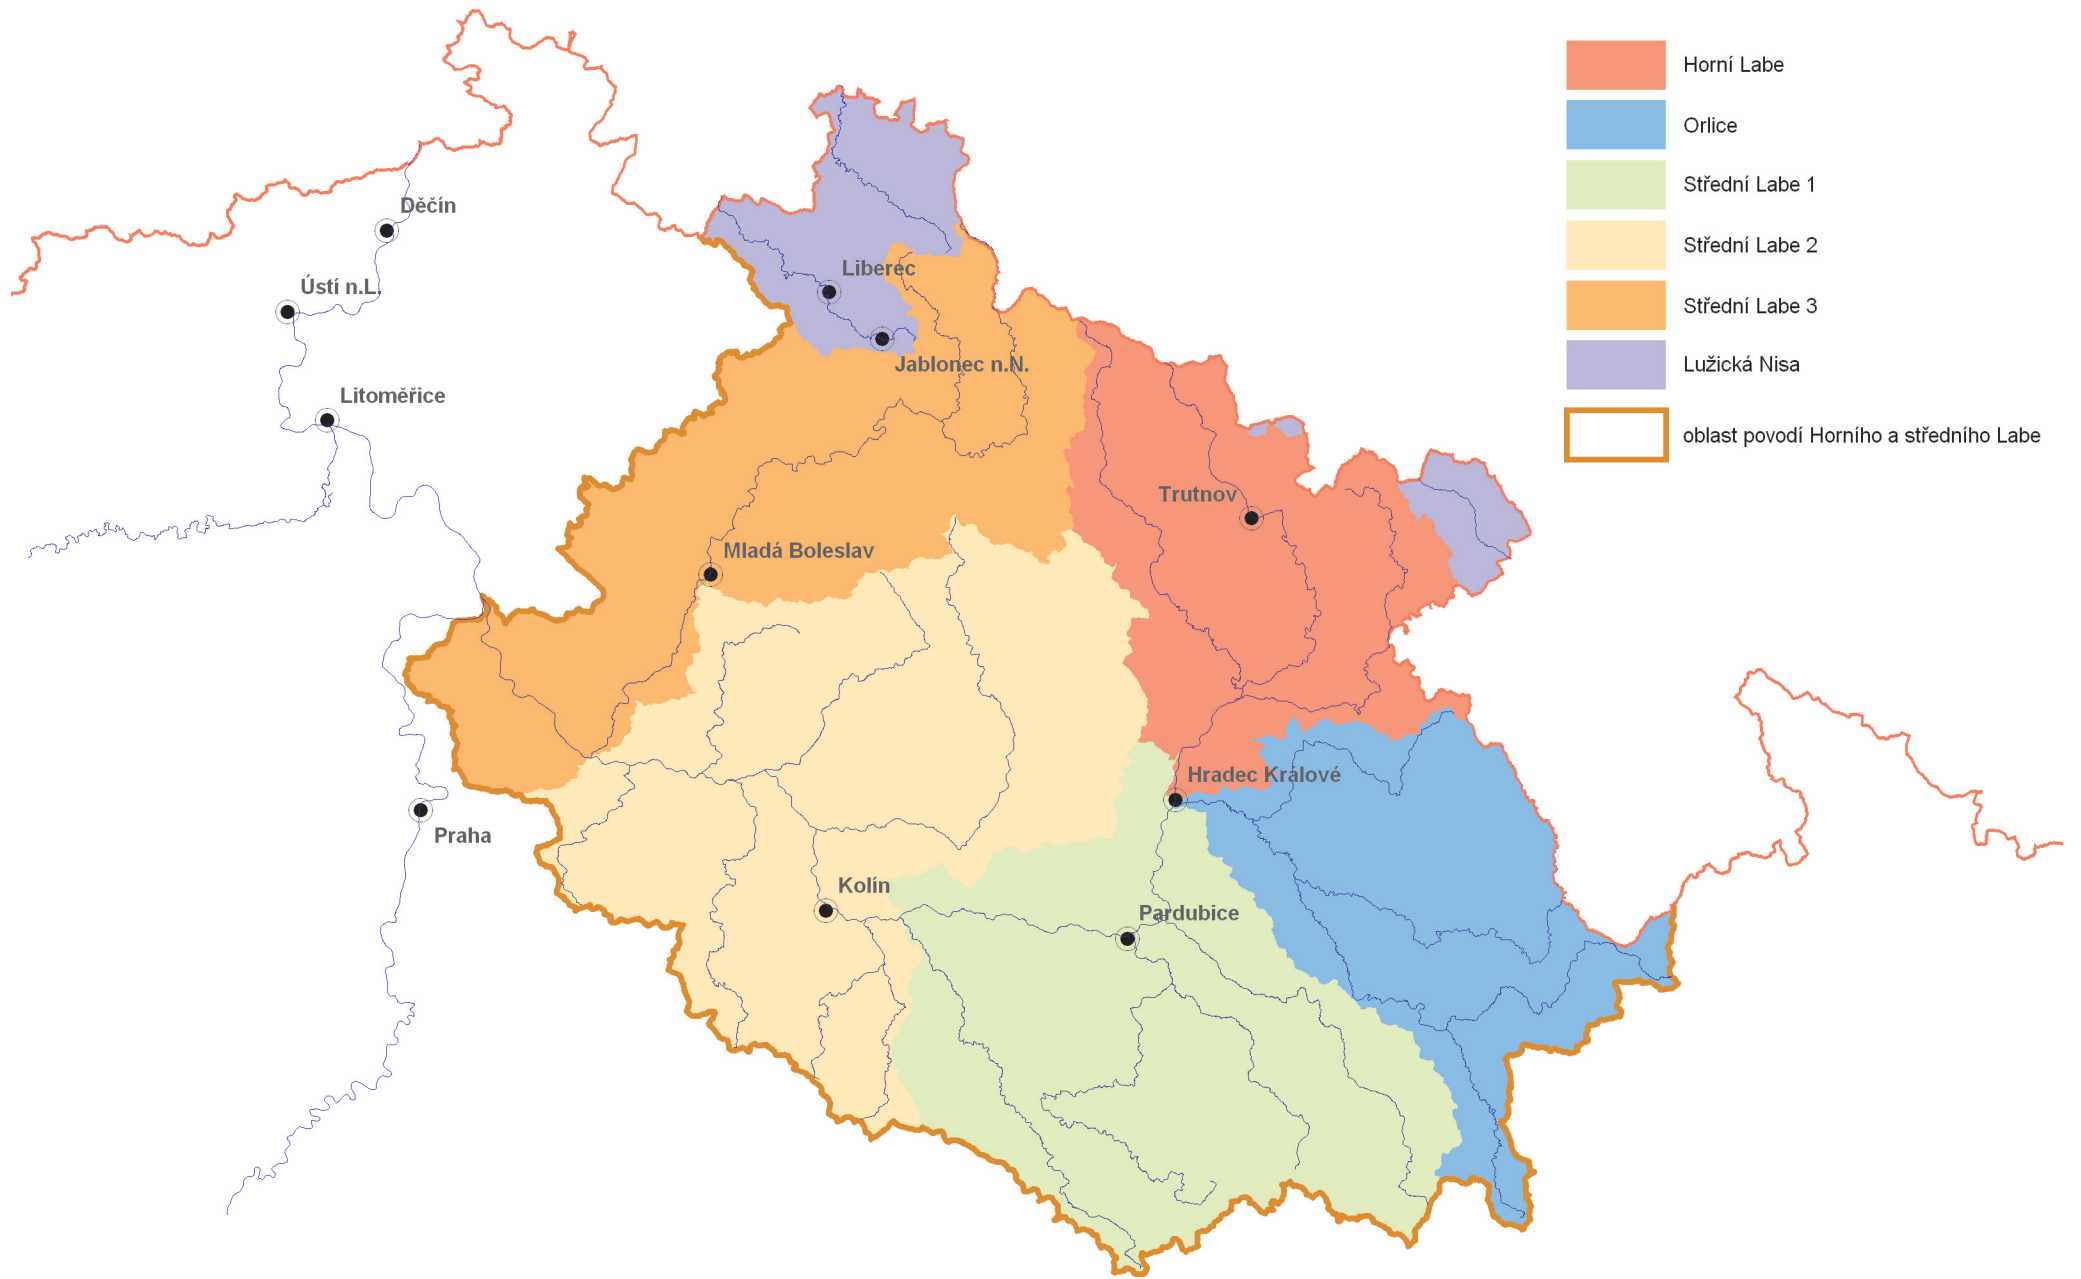 Horní Labe
Orlice
Střední Labe 1
Střední Labe 2
Střední Labe 3
Lužická Nisa
oblast povodí Horního a středního Labe
Děčín
Ústí n.L.
Liberec
Jablonec n.N.
Litoměřice
Trutnov
Mladá Boleslav
Hradec Králové
Praha
Kolín
Pardubice